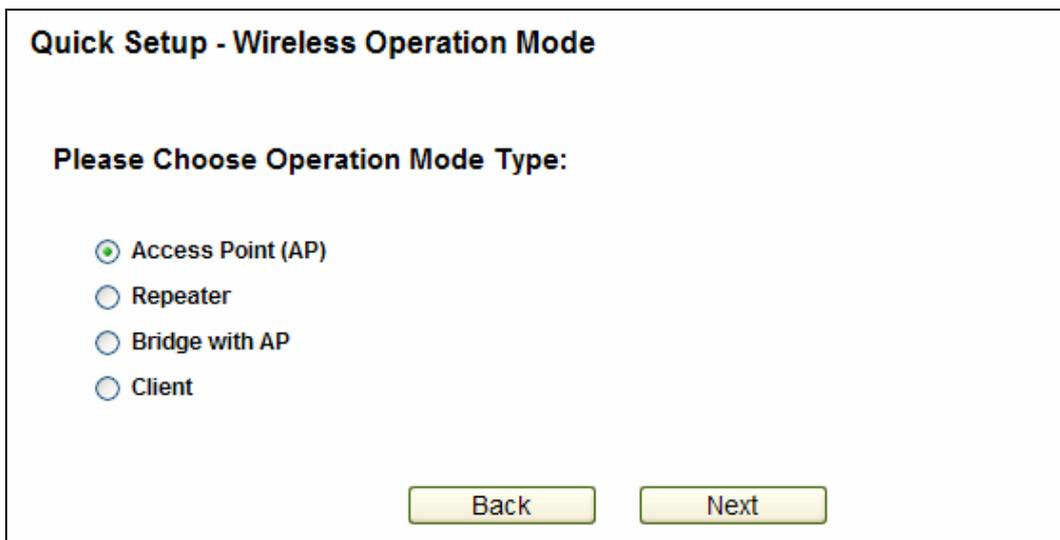 Quick Setup - Wireless Operation Mode
Please Choose Operation Mode Type:
Access Point (AP)
Repeater
Bridge with AP
Client
Back
Next